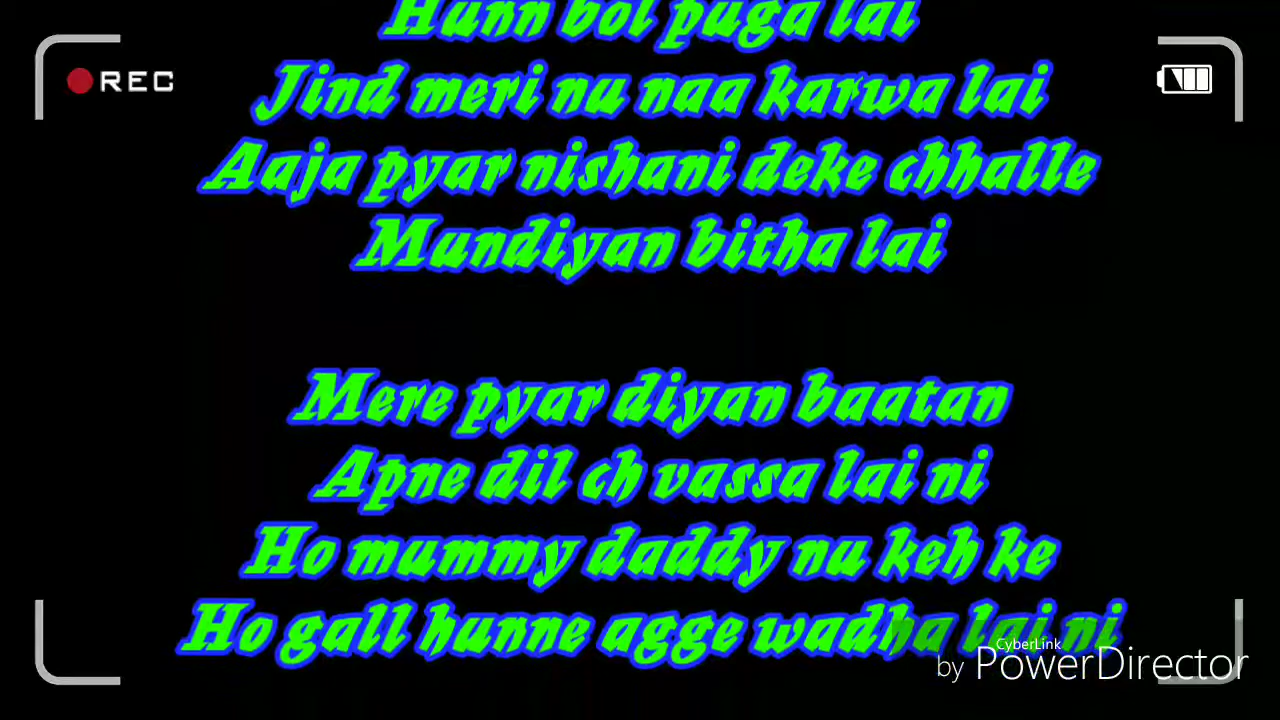 Hunn bol puga lai
REC
Jind meri nu naa karwa lai
Aaja pyar nishani deke chhalle
Mundiyan bitha lai
Mere pyar diyan baatan
Apne dil ch vassa lai ni
Ho mummy daddy nu keh ke
Ho gall hunne agge wadha lai ni
CyberLink
by PowerDirector